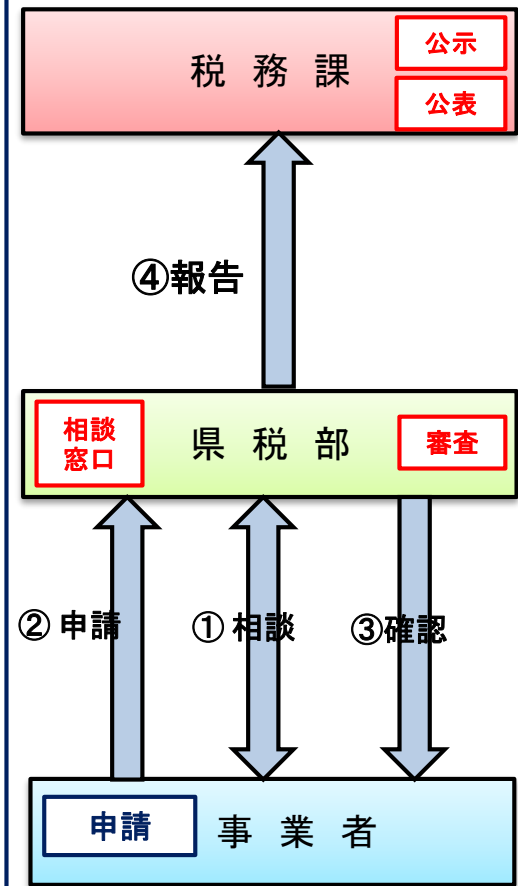 税務課
公示
公表
④報告
相談
窓口
県税部
審査
②申請
①相談
③確認
申請
事業者